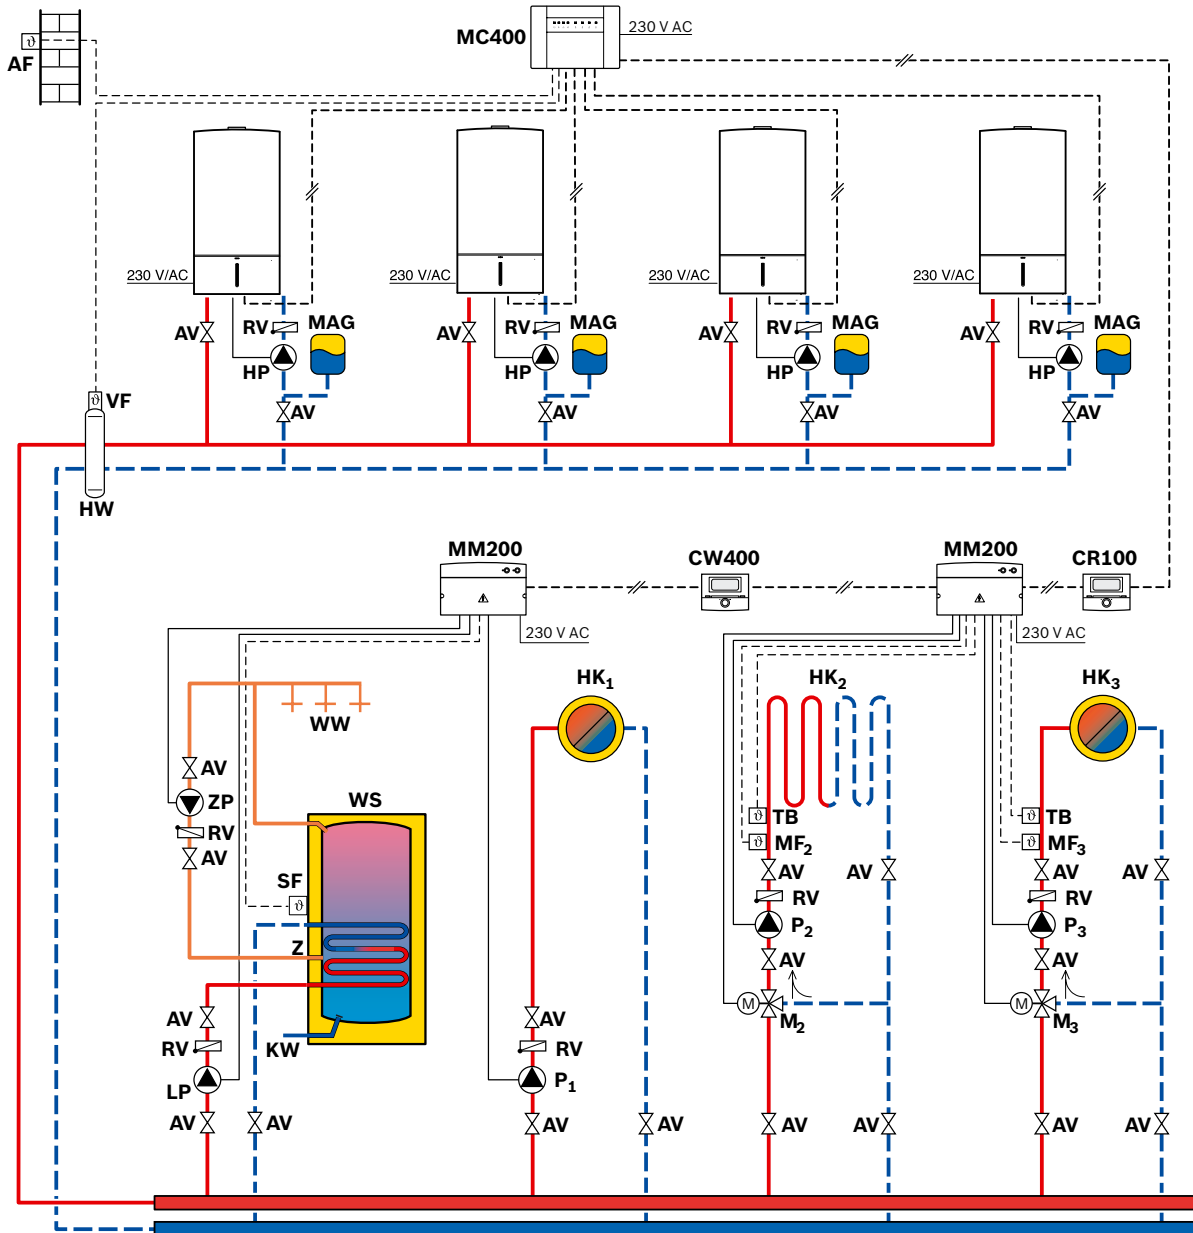 MC400
230 V AC
ϑ
AF
230 V/AC
230 V/AC
230 V/AC
230 V/AC
AV
RV
MAG
AV
RV
MAG
AV
RV
MAG
AV
RV
MAG
HP
HP
HP
HP
ϑ VF
AV
AV
AV
AV
HW
MM200
CW400
MM200
CR100
230 V AC
230 V AC
HK1
HK2
HK3
WW
AV
ZP
WS
RV
AV
ϑ TB
ϑ MF2
ϑ TB
ϑ MF3
AV
AV
AV
AV
SF
ϑ
RV
RV
P2
P3
Z
AV
AV
M
M2
M
M3
AV
AV
KW
RV
RV
LP
P1
AV
AV
AV
AV
AV
AV
AV
AV